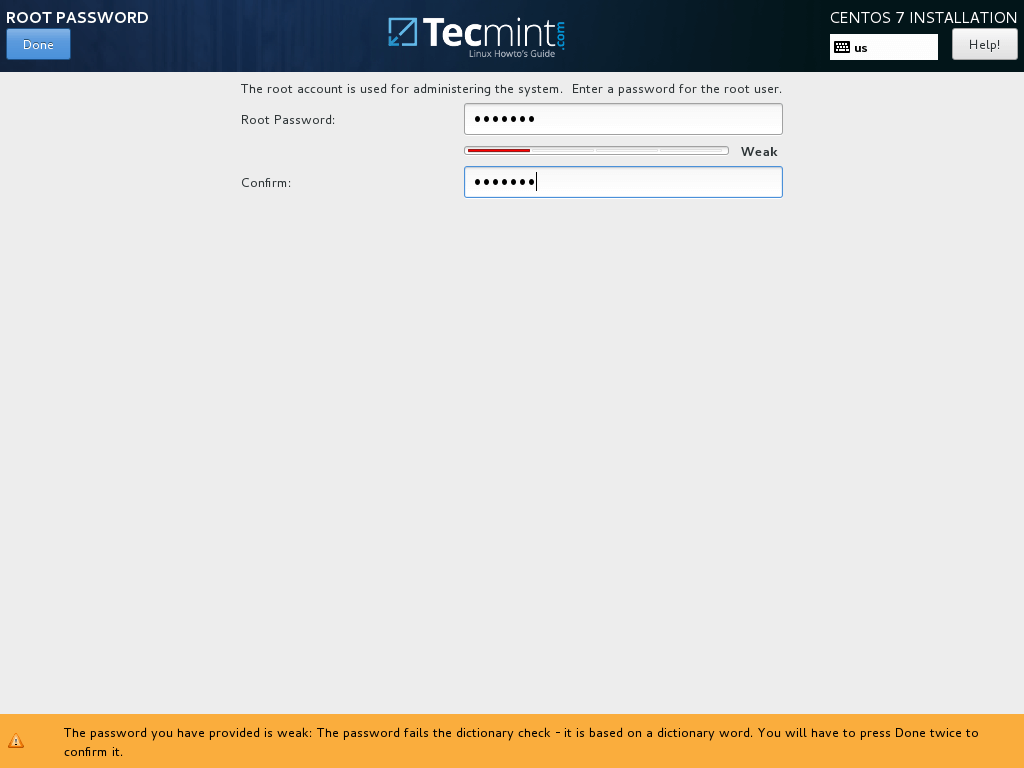 ROOT PASSWORD
CENTOS 7 INSTALLATION
Done
Tecmint.com
Linux Howto's Guide
us
Help!
The root account is used for administering the system.  Enter a password for the root user.
Root Password:
•••••••
Weak
Confirm:
•••••••
The password you have provided is weak: The password fails the dictionary check - it is based on a dictionary word. You will have to press Done twice to
confirm it.